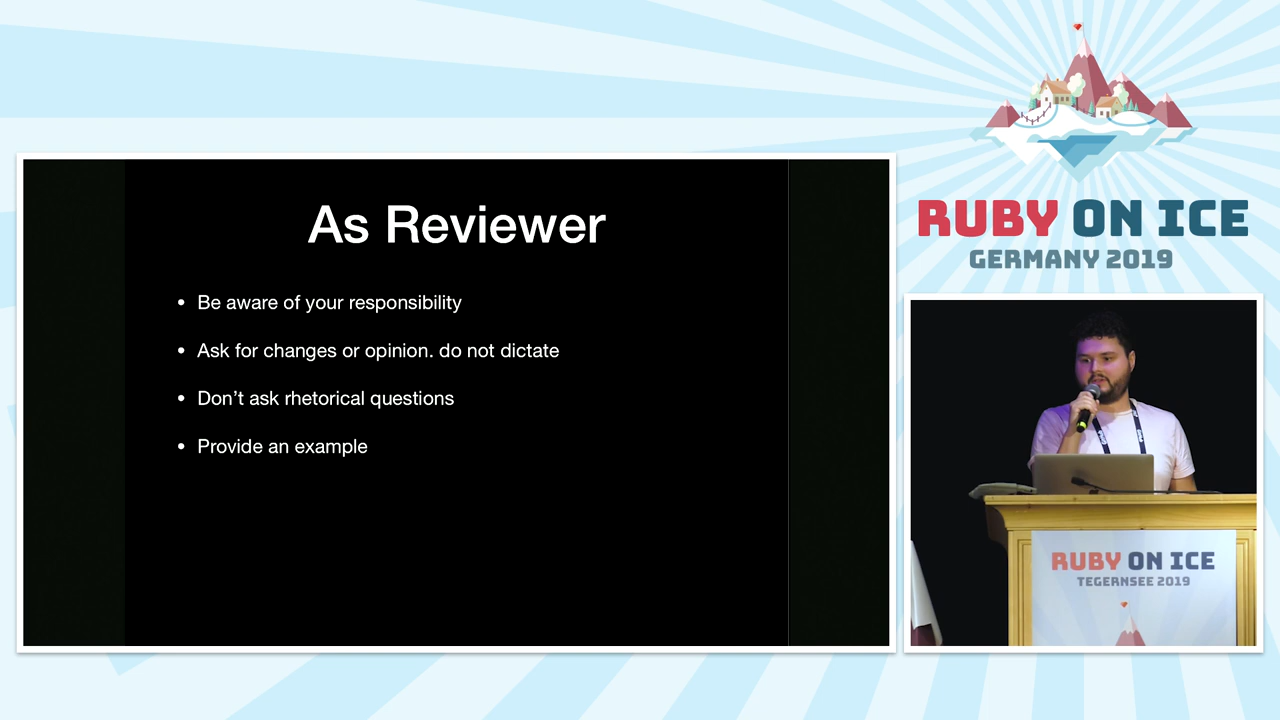 As Reviewer
• Be aware of your responsibility
• Ask for changes or opinion. do not dictate
• Don’t ask rhetorical questions
• Provide an example
RUBY ON ICE
GERMANY 2019
RUBY ON ICE
TEGERNSEE 2019